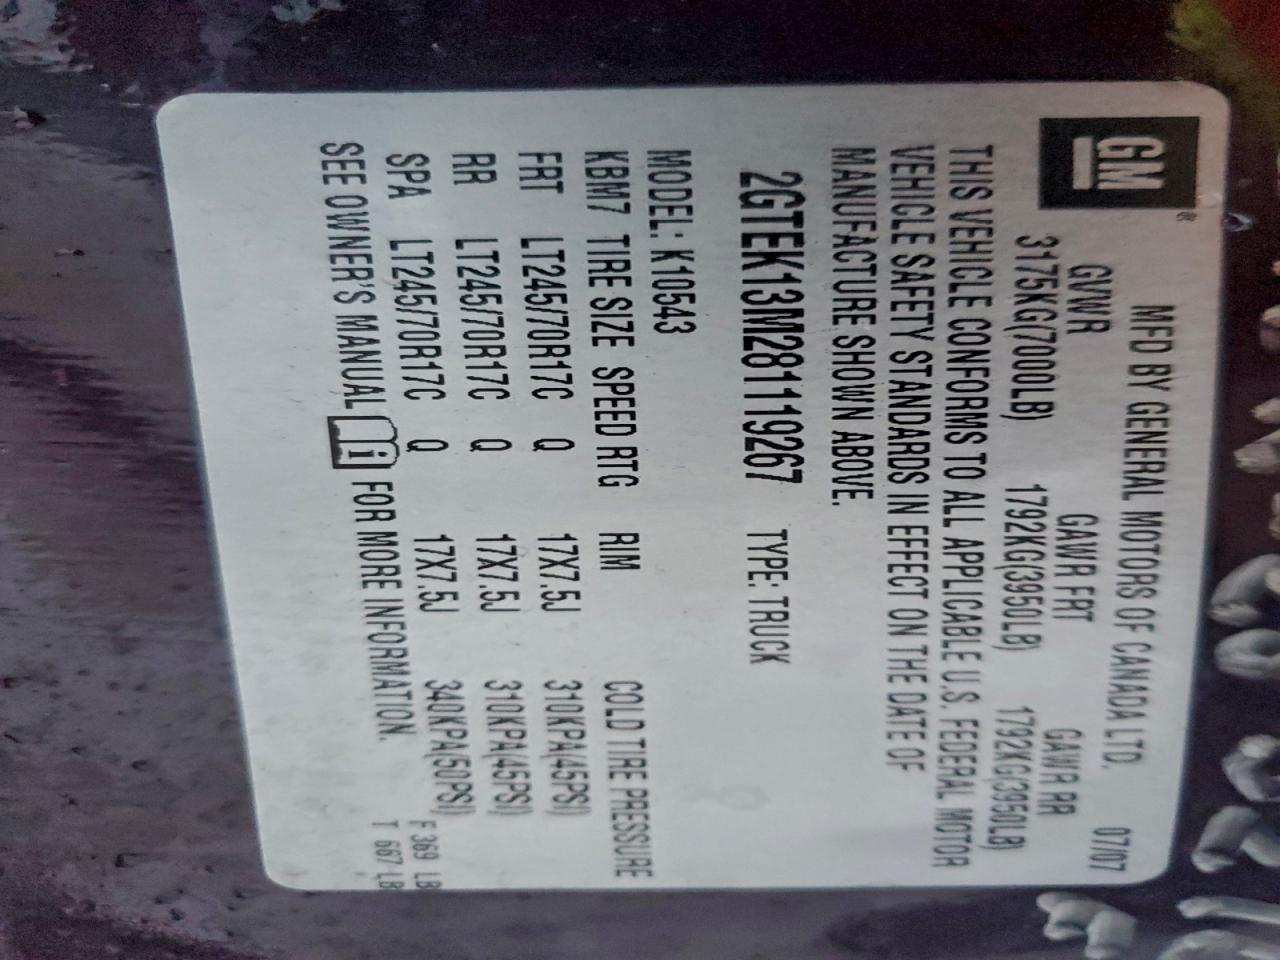 GM®
MFD BY GENERAL MOTORS OF CANADA LTD. 07/07
GVWR GAWR FRT GAWR RR
3175KG(7000LB) 1792KG(3950LB) 1792KG(3950LB)
THIS VEHICLE CONFORMS TO ALL APPLICABLE U.S. FEDERAL MOTOR
VEHICLE SAFETY STANDARDS IN EFFECT ON THE DATE OF
MANUFACTURE SHOWN ABOVE.
2GTEK13M281119267 TYPE: TRUCK
MODEL: K10543
KBM7 TIRE SIZE SPEED RTG RIM COLD TIRE PRESSURE
FRT LT245/70R17C Q 17X7.5J 310KPA(45PSI)
RR LT245/70R17C Q 17X7.5J 310KPA(45PSI)
SPA LT245/70R17C Q 17X7.5J 340KPA(50PSI)
SEE OWNER'S MANUAL i FOR MORE INFORMATION.
F 369 LB
T 667 LB